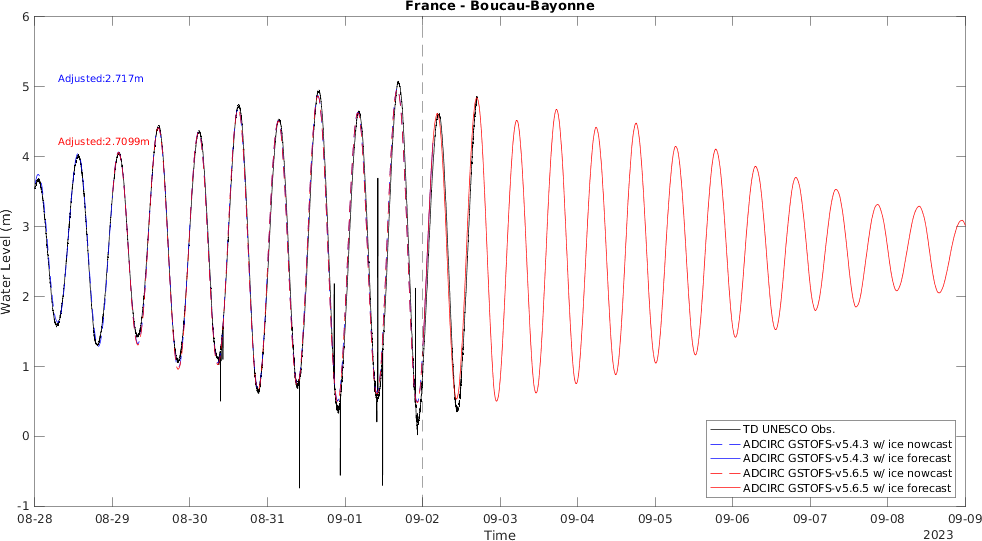 France - Boucau-Bayonne
6
5
4
3
2
1
0
-1
Water Level (m)
Adjusted:2.717m
Adjusted:2.7099m
TD UNESCO Obs.
ADCIRC GSTOFS-v5.4.3 w/ ice nowcast
ADCIRC GSTOFS-v5.4.3 w/ ice forecast
ADCIRC GSTOFS-v5.6.5 w/ ice nowcast
ADCIRC GSTOFS-v5.6.5 w/ ice forecast
08-28 08-29 08-30 08-31 09-01 09-02 09-03 09-04 09-05 09-06 09-07 09-08 09-09
Time
2023